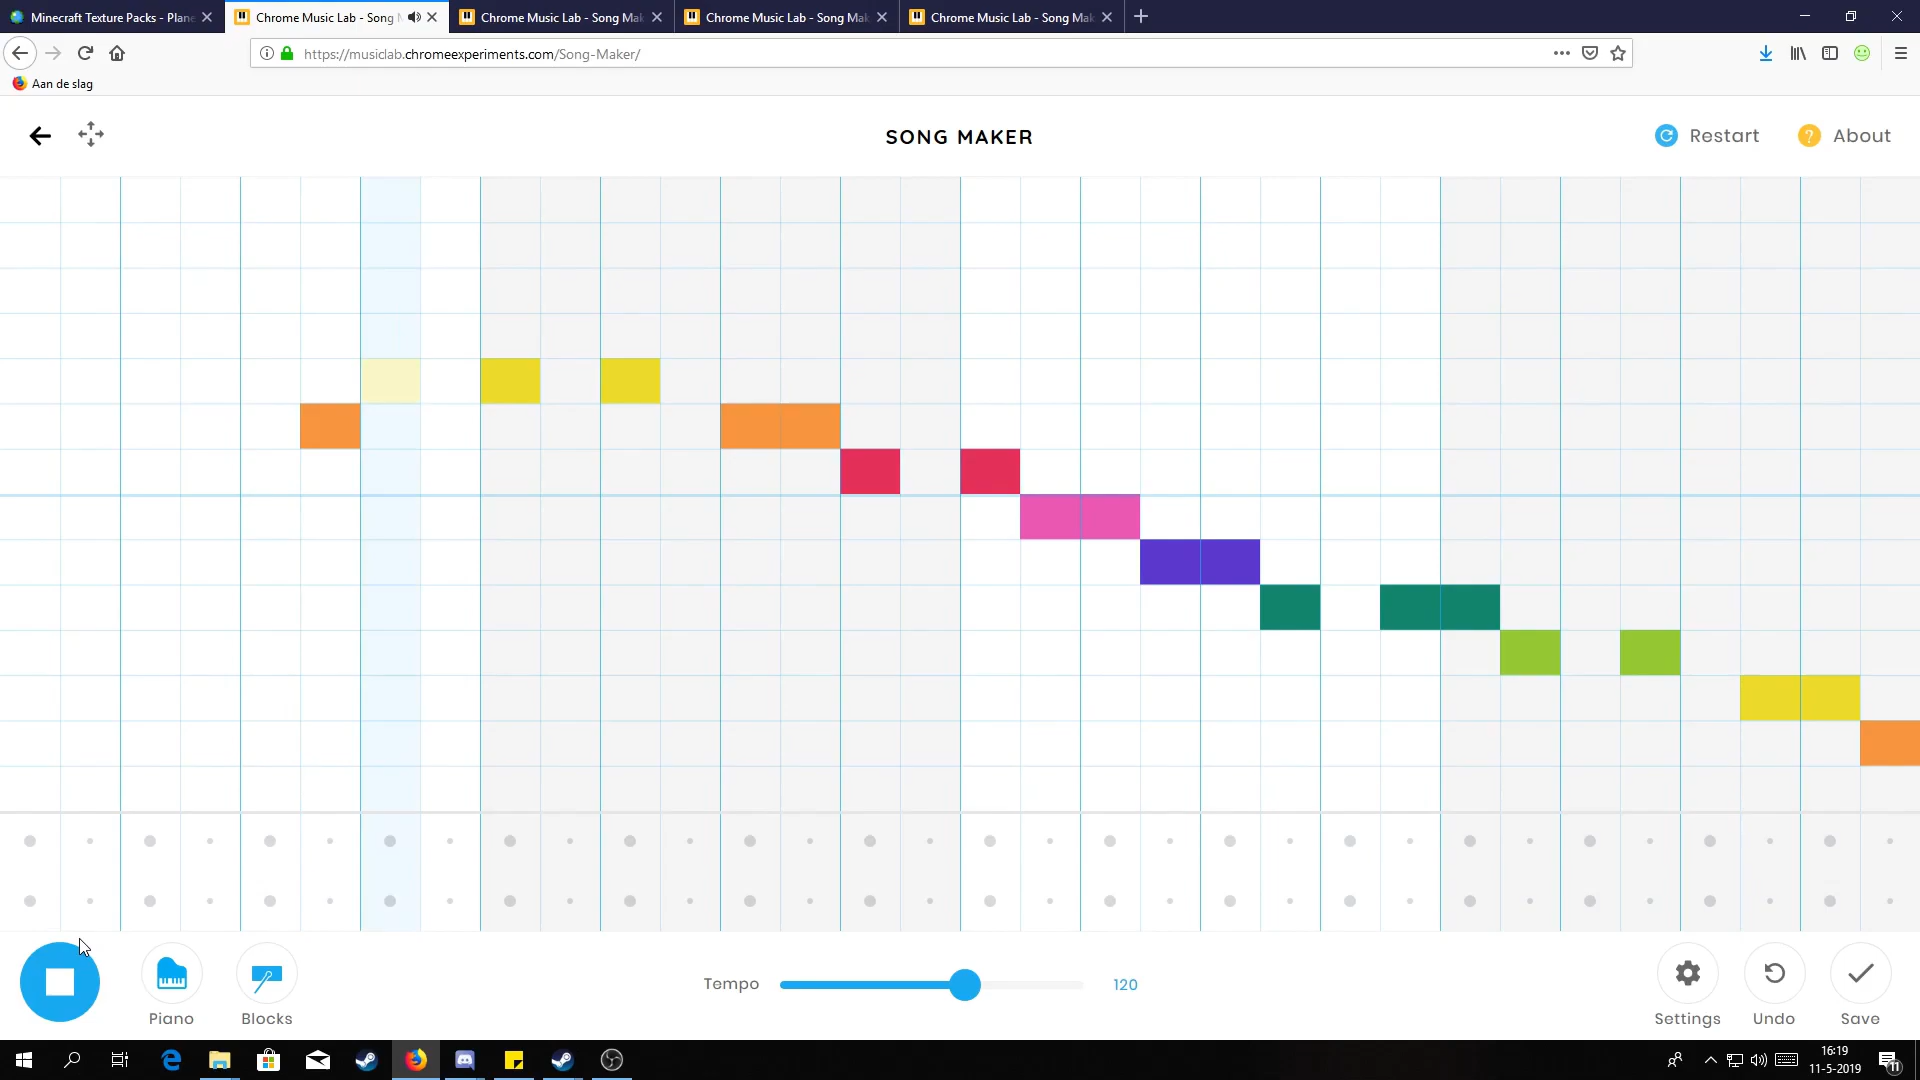 Minecraft Texture Packs - Plane
Chrome Music Lab - Song M
Chrome Music Lab - Song Mak
Chrome Music Lab - Song Mak
Chrome Music Lab - Song Mak
https://musiclab.chromeexperiments.com/Song-Maker/
Aan de slag
SONG MAKER
Restart
? About
Tempo 120
Piano
Blocks
Settings
Undo
Save
16:19
11-5-2019
11